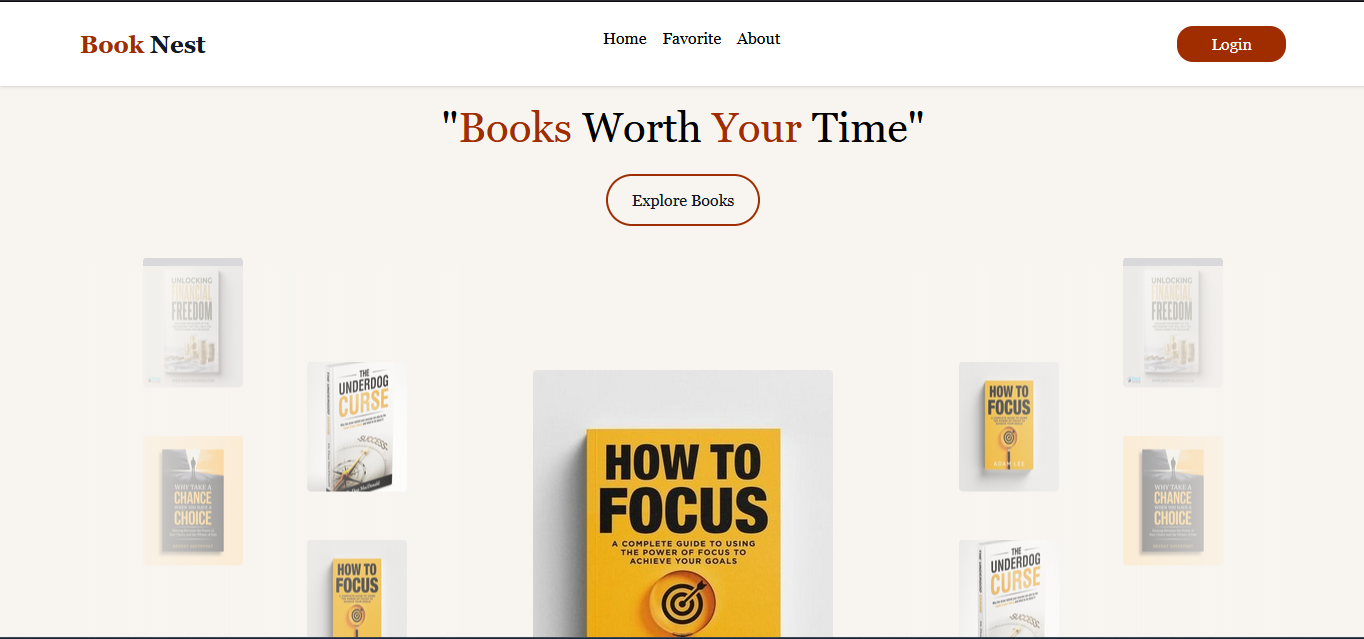 Book Nest
Home Favorite About
Login
"Books Worth Your Time"
Explore Books
UNLOCKING
FINANCIAL
FREEDOM
WHY TAKE A
CHANCE
WHEN YOU HAVE A
CHOICE
THE
UNDERDOG
CURSE
SUCCESS
HOW TO
FOCUS
HOW TO
FOCUS
A COMPLETE GUIDE TO USING
THE POWER OF FOCUS TO
ACHIEVE YOUR GOALS
HOW TO
FOCUS
ADAM LEE
THE
UNDERDOG
CURSE
SUCCESS
UNLOCKING
FINANCIAL
FREEDOM
WHY TAKE A
CHANCE
WHEN YOU HAVE A
CHOICE